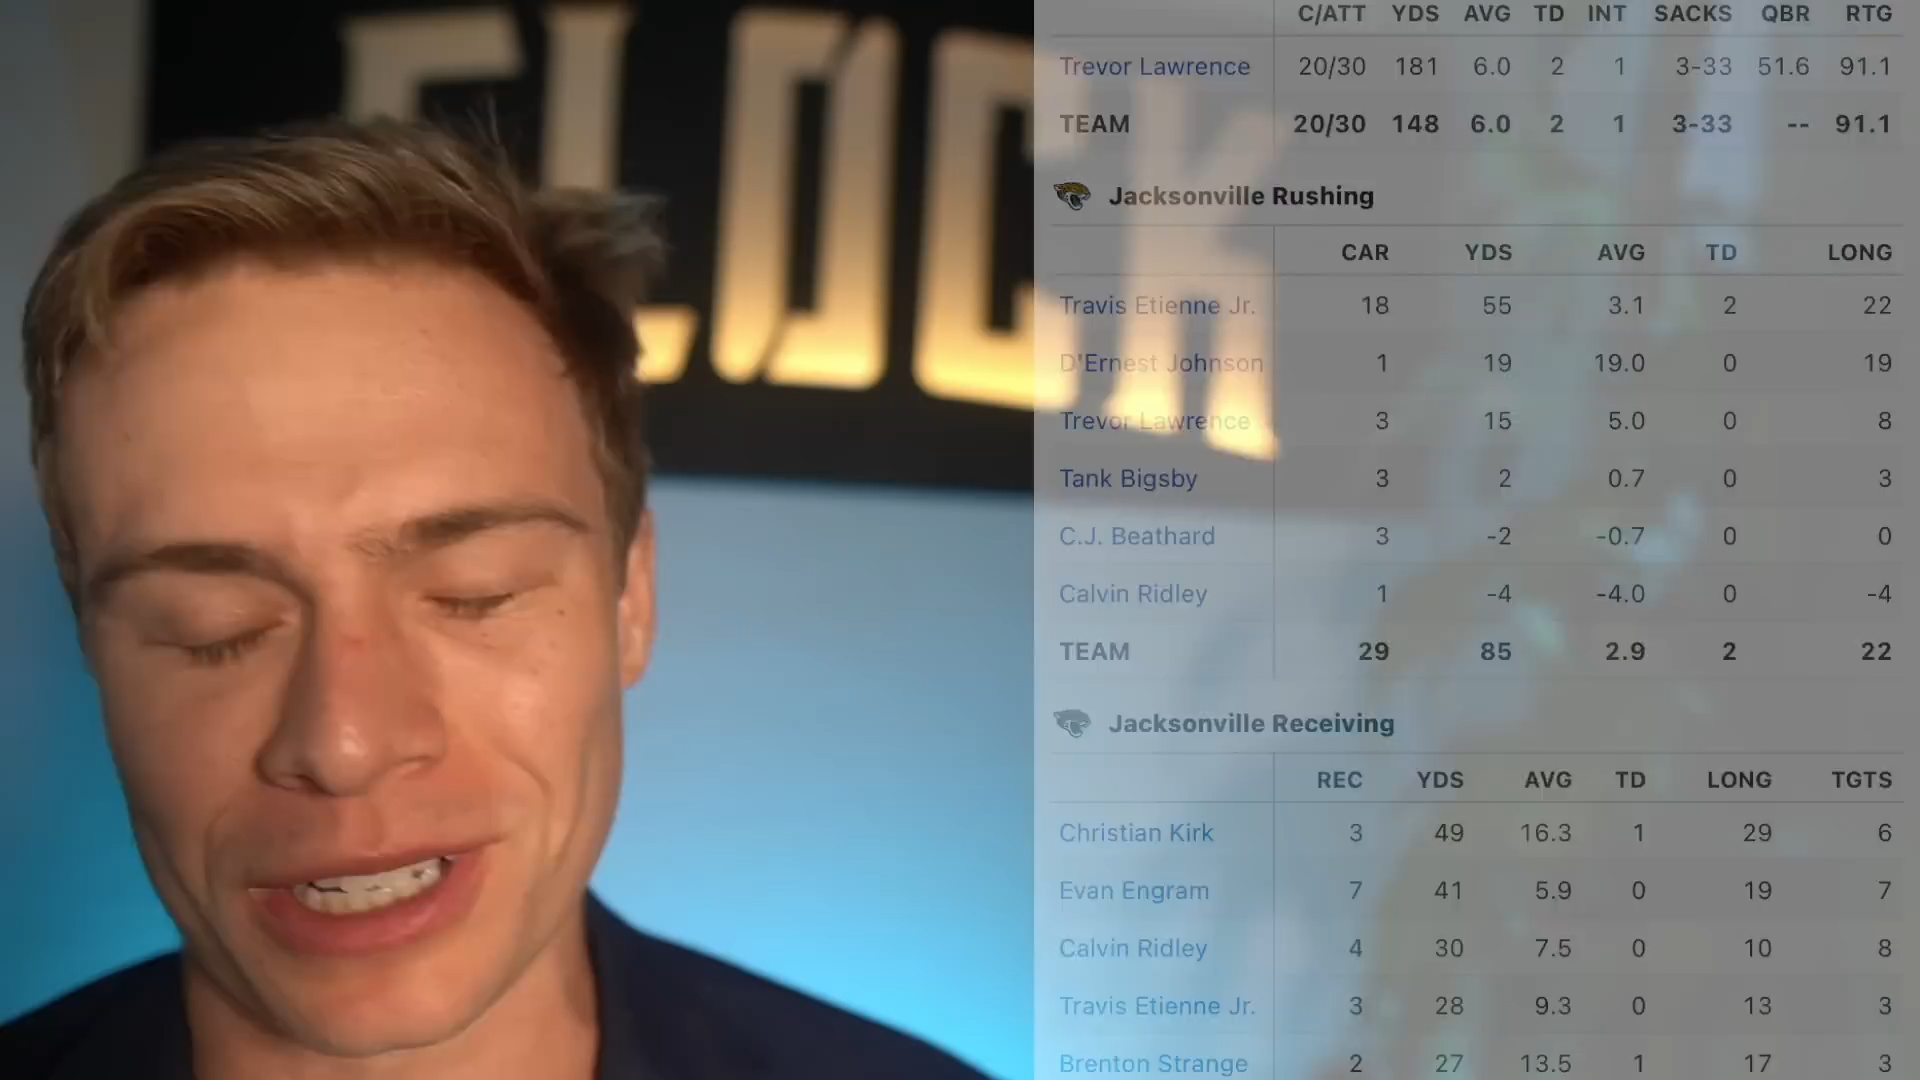 FLOCK
C/ATT YDS AVG TD INT SACKS QBR RTG
Trevor Lawrence 20/30 181 6.0 2 1 3-33 51.6 91.1
TEAM 20/30 148 6.0 2 1 3-33 -- 91.1
Jacksonville Rushing
CAR YDS AVG TD LONG
Travis Etienne Jr. 18 55 3.1 2 22
D'Ernest Johnson 1 19 19.0 0 19
Trevor Lawrence 3 15 5.0 0 8
Tank Bigsby 3 2 0.7 0 3
C.J. Beathard 3 -2 -0.7 0 0
Calvin Ridley 1 -4 -4.0 0 -4
TEAM 29 85 2.9 2 22
Jacksonville Receiving
REC YDS AVG TD LONG TGTS
Christian Kirk 3 49 16.3 1 29 6
Evan Engram 7 41 5.9 0 19 7
Calvin Ridley 4 30 7.5 0 10 8
Travis Etienne Jr. 3 28 9.3 0 13 3
Brenton Strange 2 27 13.5 1 17 3